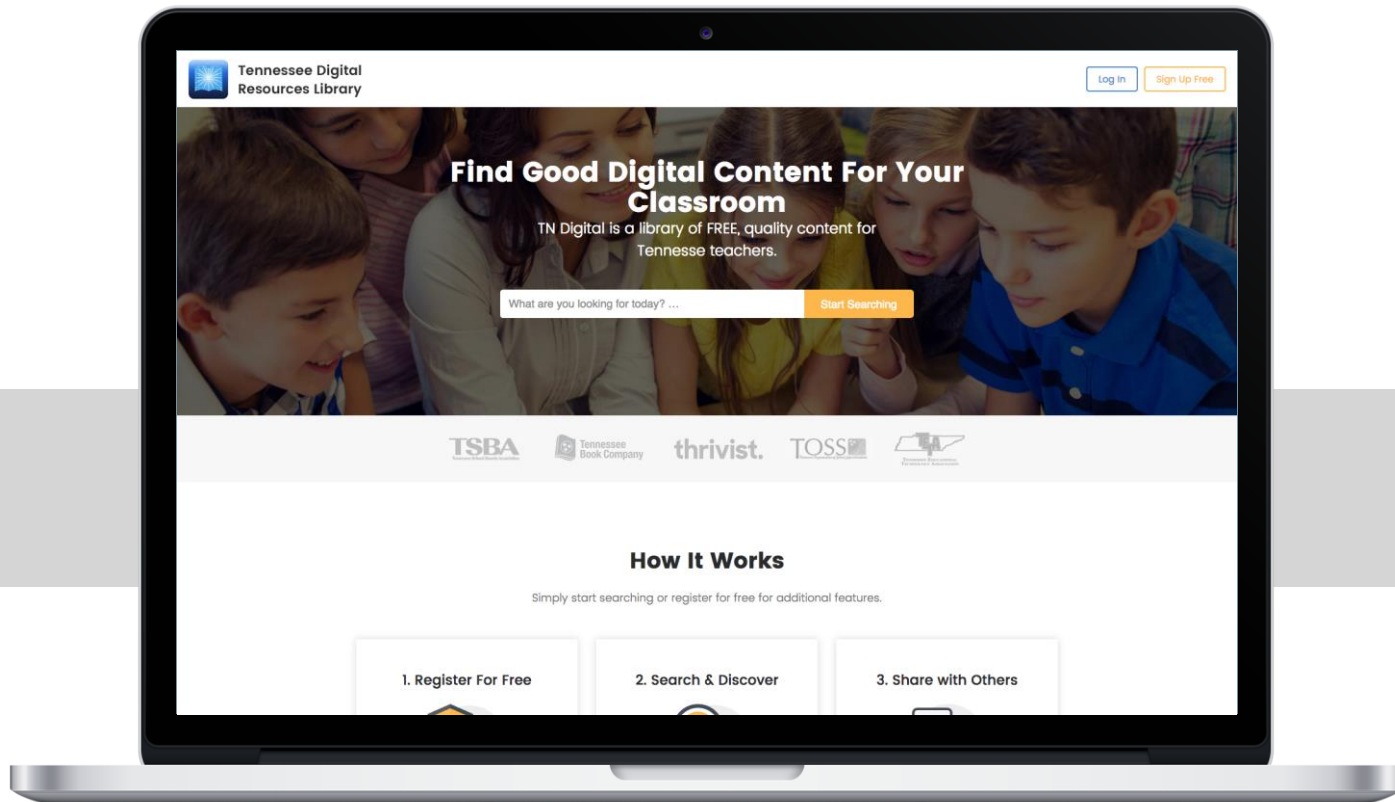 Tennessee Digital
Resources Library
Log In
Sign Up Free
Find Good Digital Content For Your
Classroom
TN Digital is a library of FREE, quality content for
Tennesse teachers.
What are you looking for today? ...
Start Searching
TSBA
Tennessee
Book Company
thrivist.
TOSS
How It Works
Simply start searching or register for free for additional features.
1. Register For Free
2. Search & Discover
3. Share with Others